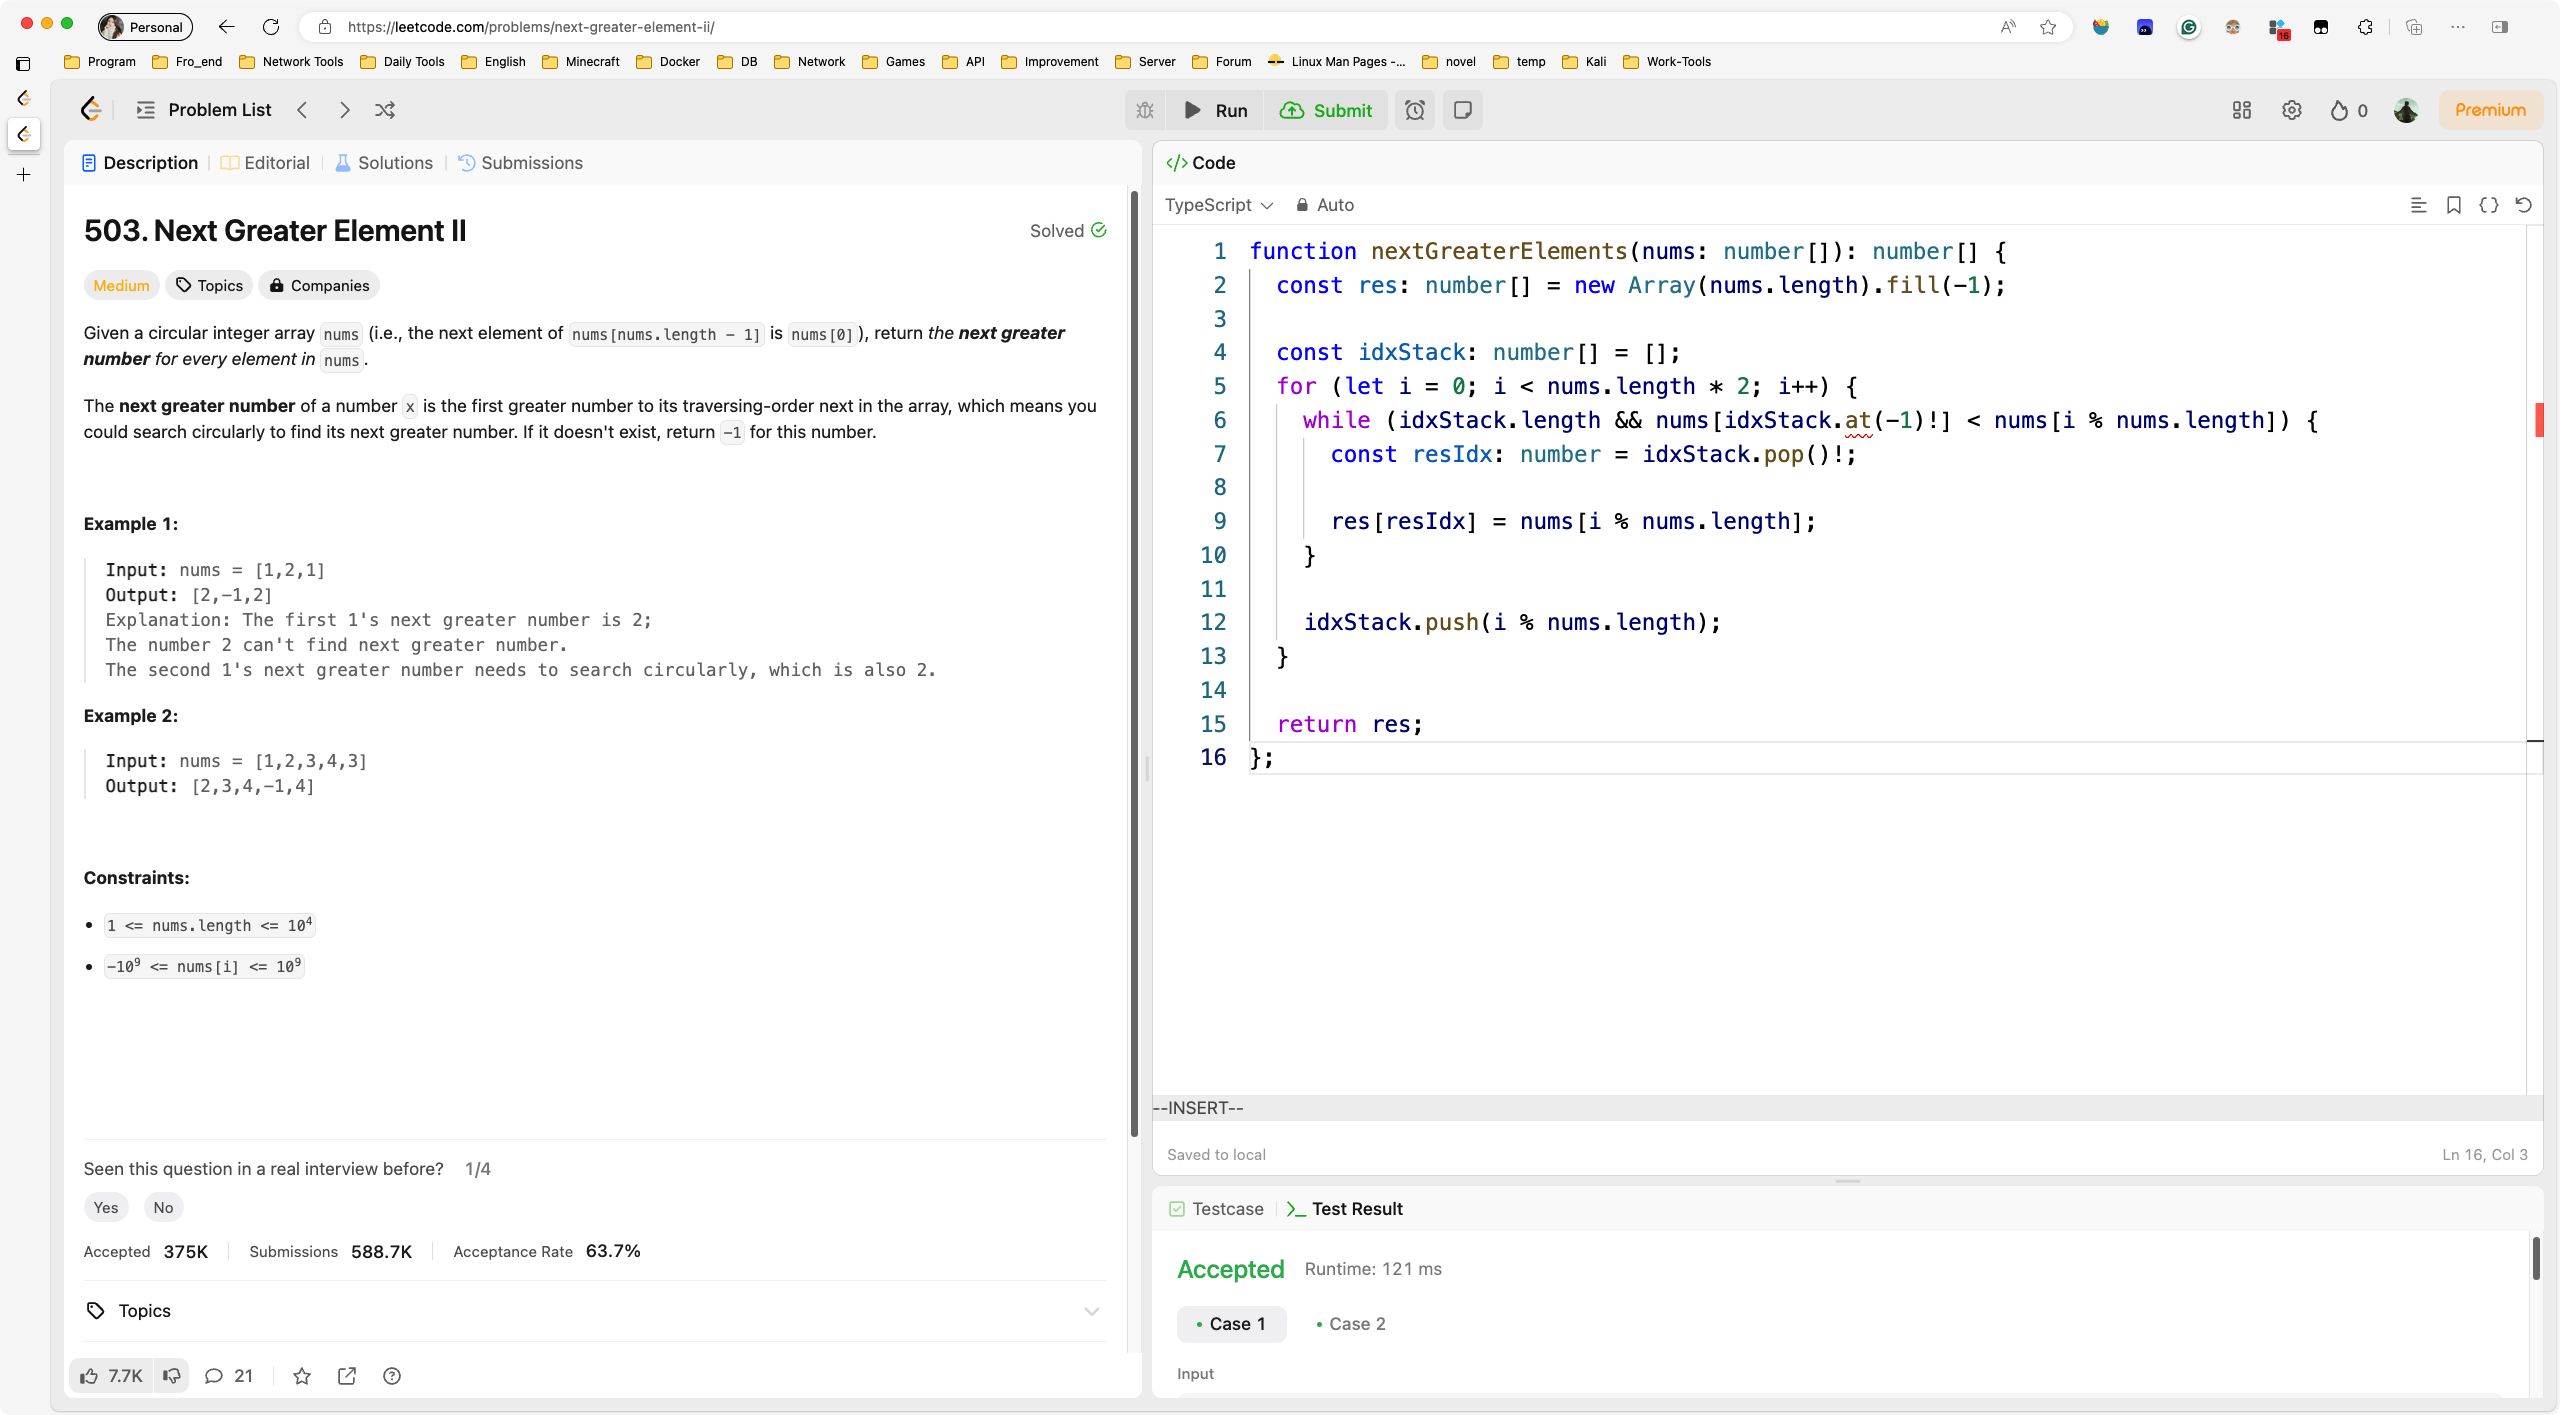 Personal
https://leetcode.com/problems/next-greater-element-ii/
16
Program Fro_end Network Tools Daily Tools English Minecraft Docker DB Network Games API Improvement Server Forum Linux Man Pages -... novel temp Kali Work-Tools
Problem List
Run Submit
0 Premium
Description Editorial Solutions Submissions
503. Next Greater Element II
Solved
Medium Topics Companies
Given a circular integer array nums (i.e., the next element of nums[nums.length - 1] is nums[0]), return the next greater
number for every element in nums.
The next greater number of a number x is the first greater number to its traversing-order next in the array, which means you
could search circularly to find its next greater number. If it doesn't exist, return -1 for this number.
Example 1:
Input: nums = [1,2,1]
Output: [2,-1,2]
Explanation: The first 1's next greater number is 2;
The number 2 can't find next greater number.
The second 1's next greater number needs to search circularly, which is also 2.
Example 2:
Input: nums = [1,2,3,4,3]
Output: [2,3,4,-1,4]
Constraints:
• 1 <= nums.length <= 10⁴
• -10⁹ <= nums[i] <= 10⁹
Seen this question in a real interview before? 1/4
Yes No
Accepted 375K Submissions 588.7K Acceptance Rate 63.7%
Topics
7.7K 21
</> Code
TypeScript Auto
1 function nextGreaterElements(nums: number[]): number[] {
2 const res: number[] = new Array(nums.length).fill(-1);
3
4 const idxStack: number[] = [];
5 for (let i = 0; i < nums.length * 2; i++) {
6 while (idxStack.length && nums[idxStack.at(-1)!] < nums[i % nums.length]) {
7 const resIdx: number = idxStack.pop()!;
8
9 res[resIdx] = nums[i % nums.length];
10 }
11
12 idxStack.push(i % nums.length);
13 }
14
15 return res;
16 };
--INSERT--
Saved to local
Ln 16, Col 3
Testcase >_ Test Result
Accepted Runtime: 121 ms
• Case 1 • Case 2
Input